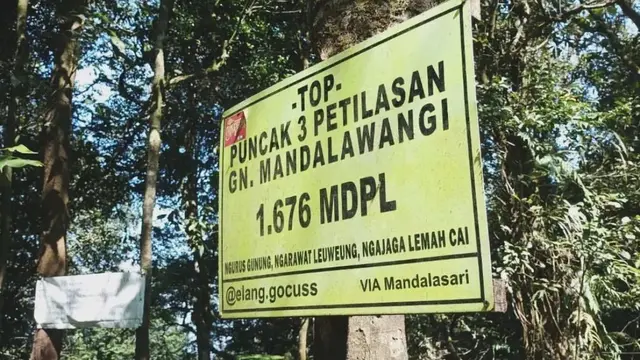 -TOP-
PUNCAK 3 PETILASAN
GN. MANDALAWANGI
1.676 MDPL
NGURUS GUNUNG, NGARAWAT LEUWEUNG, NGAJAGA LEMAH CAI
@elang.gocuss VIA Mandalasari